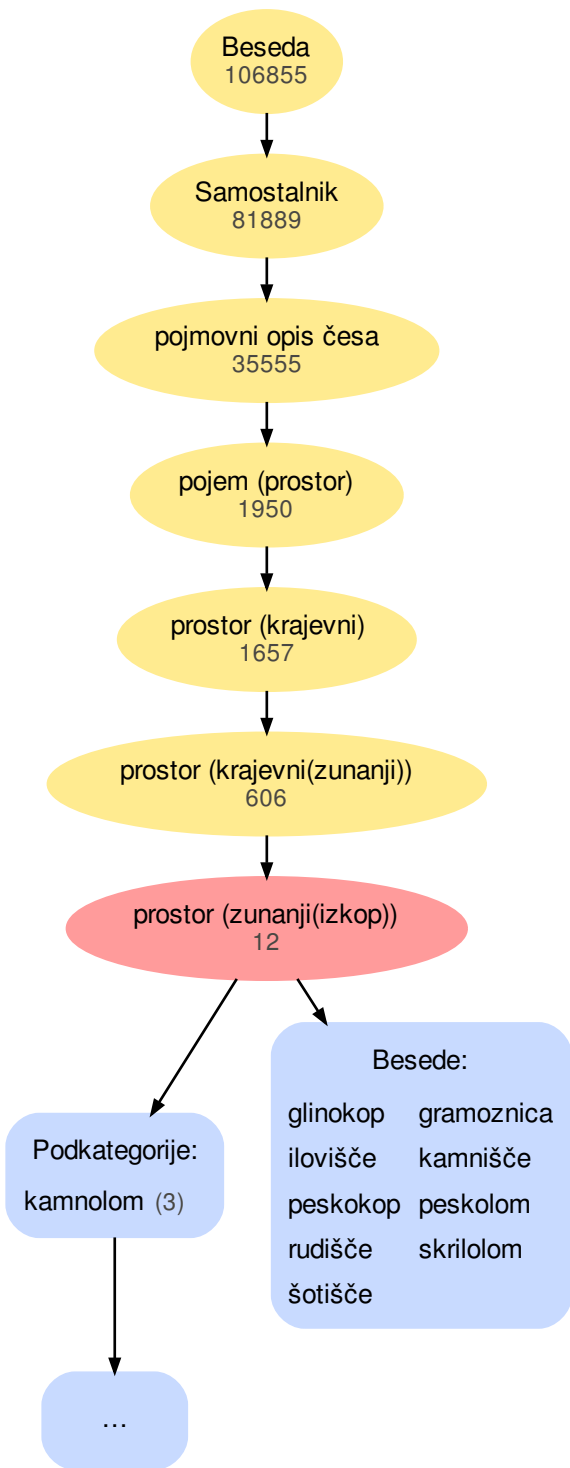 Beseda
106855
Samostalnik
81889
pojmovni opis česa
35555
pojem (prostor)
1950
prostor (krajevni)
1657
prostor (krajevni(zunanji))
606
prostor (zunanji(izkop))
12
Podkategorije:
kamnolom (3)
...
Besede:
glinokop gramoznica
ilovišče kamnišče
peskokop peskolom
rudišče skrilolom
šotišče